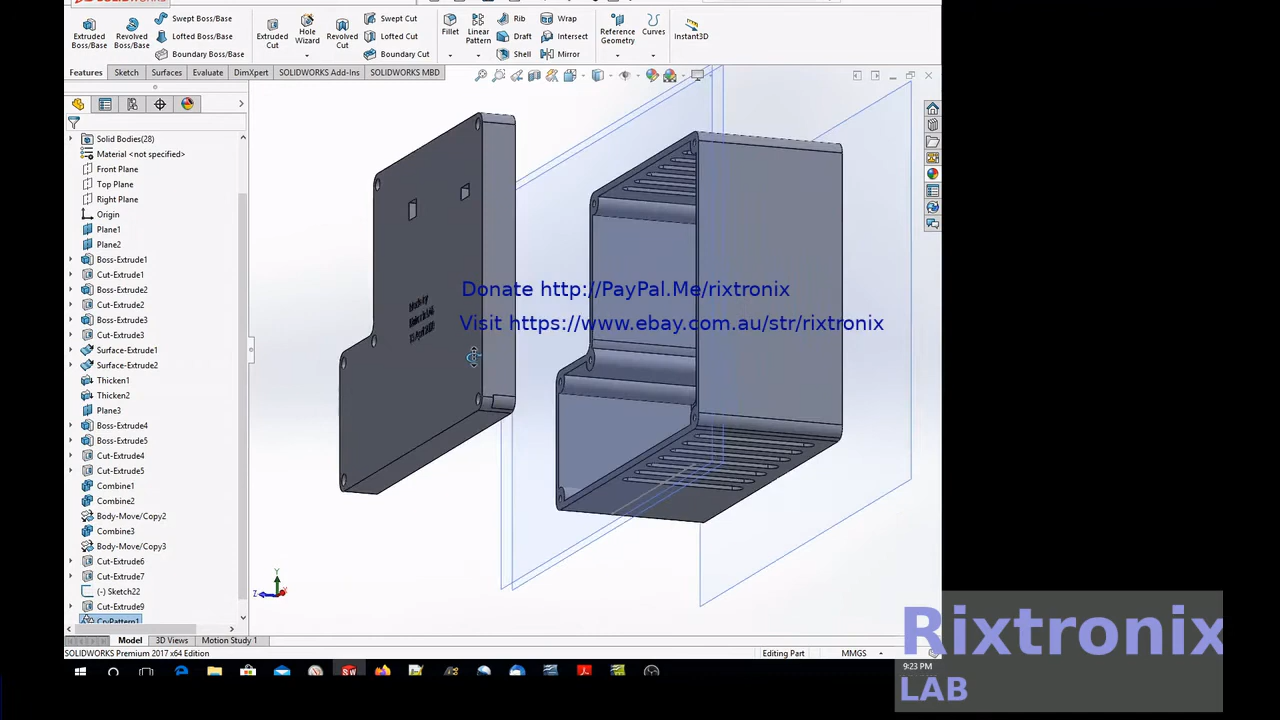 SOLIDWORKS
Extruded Boss/Base
Revolved Boss/Base
Swept Boss/Base
Lofted Boss/Base
Boundary Boss/Base
Extruded Cut
Hole Wizard
Revolved Cut
Swept Cut
Lofted Cut
Boundary Cut
Fillet
Linear Pattern
Rib
Draft
Shell
Wrap
Intersect
Mirror
Reference Geometry
Curves
Instant3D
Features
Sketch
Surfaces
Evaluate
DimXpert
SOLIDWORKS Add-Ins
SOLIDWORKS MBD
Solid Bodies(28)
Material <not specified>
Front Plane
Top Plane
Right Plane
Origin
Plane1
Plane2
Boss-Extrude1
Cut-Extrude1
Boss-Extrude2
Cut-Extrude2
Boss-Extrude3
Cut-Extrude3
Surface-Extrude1
Surface-Extrude2
Thicken1
Thicken2
Plane3
Boss-Extrude4
Boss-Extrude5
Cut-Extrude4
Cut-Extrude5
Combine1
Combine2
Body-Move/Copy2
Combine3
Body-Move/Copy3
Cut-Extrude6
Cut-Extrude7
(-) Sketch22
Cut-Extrude9
CrvPattern1
Donate http://PayPal.Me/rixtronix
Visit https://www.ebay.com.au/str/rixtronix
Y
Z
Model
3D Views
Motion Study 1
SOLIDWORKS Premium 2017 x64 Edition
Editing Part
MMGS
9:23 PM
Rixtronix
LAB